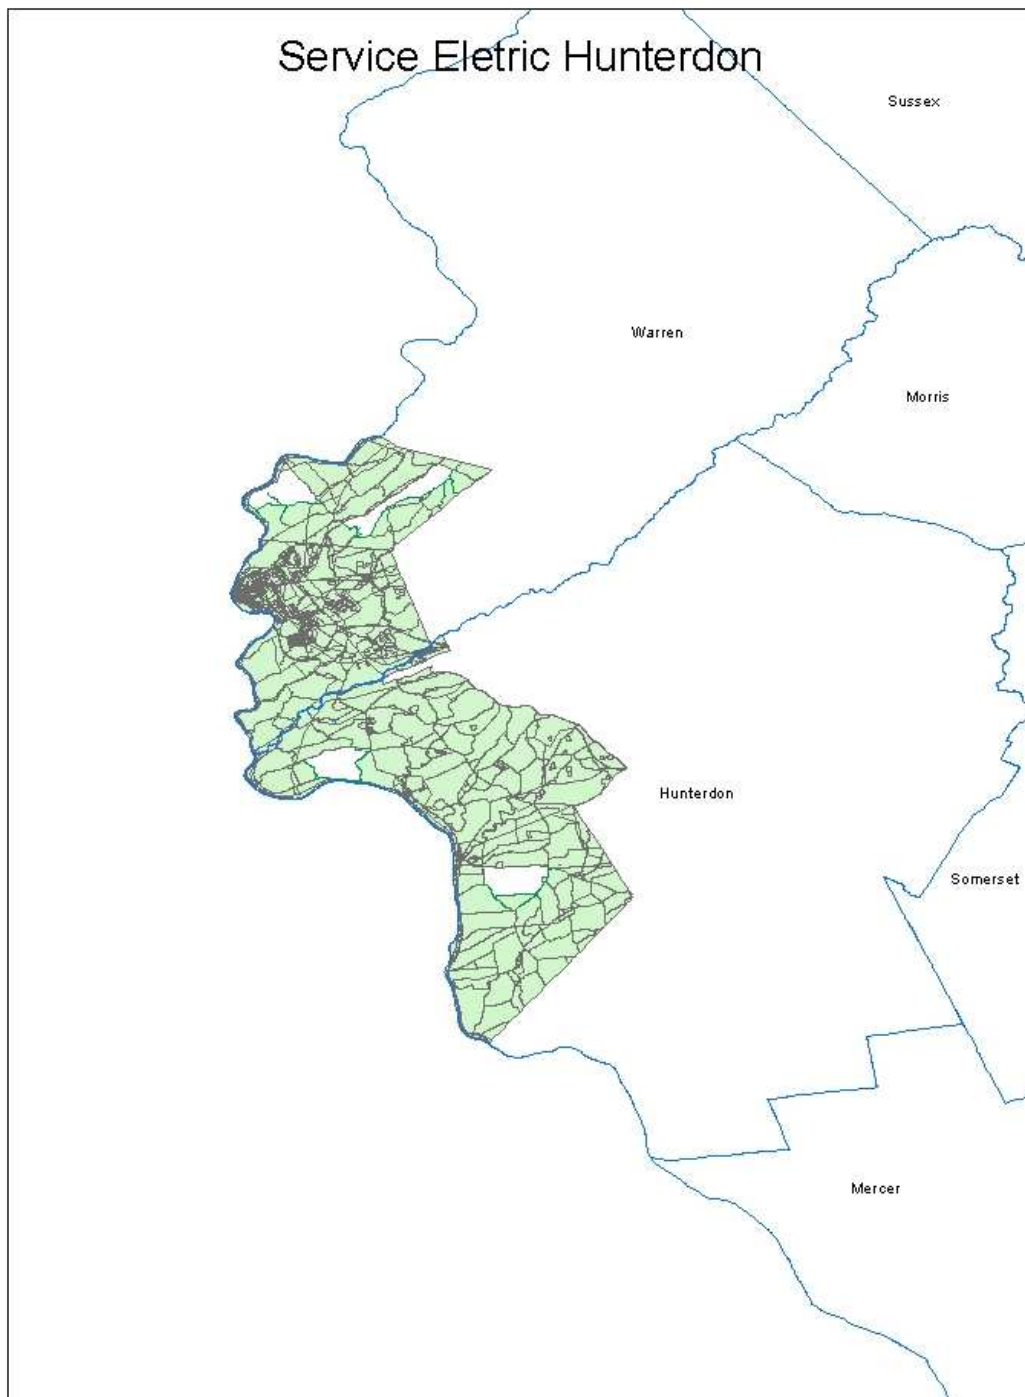 Service Eletric Hunterdon
Sussex
Warren
Morris
Hunterdon
Somerset
Mercer